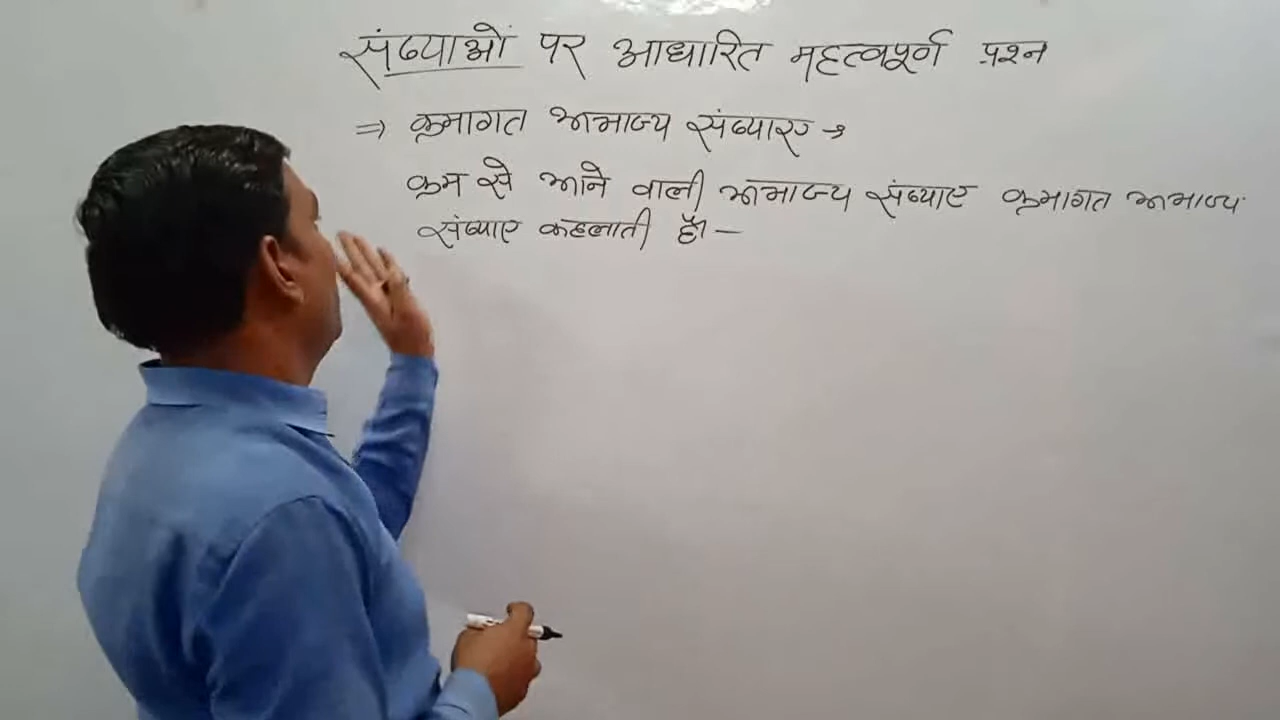 संख्याओं पर आधारित महत्वपूर्ण प्रश्न
⇒ क्रमागत अभाज्य संख्याए →
क्रम से आने वाली अभाज्य संख्याए क्रमागत अभाज्य
संख्याए कहलाती हैं।—